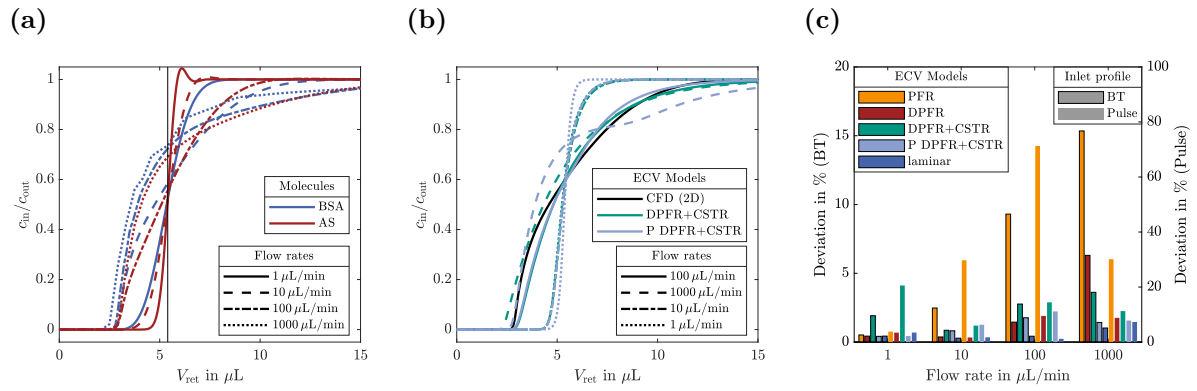 (a)
c_in/c_out
1
0.8
0.6
0.4
0.2
0
0
5
10
15
V_ret in µL
Molecules
BSA
AS
Flow rates
1 µL/min
10 µL/min
100 µL/min
1000 µL/min
(b)
c_in/c_out
1
0.8
0.6
0.4
0.2
0
0
5
10
15
V_ret in µL
ECV Models
CFD (2D)
DPFR+CSTR
P DPFR+CSTR
Flow rates
100 µL/min
1000 µL/min
10 µL/min
1 µL/min
(c)
Deviation in % (BT)
20
15
10
5
0
ECV Models
PFR
DPFR
DPFR+CSTR
P DPFR+CSTR
laminar
Inlet profile
BT
Pulse
100
80
60
40
20
0
Deviation in % (Pulse)
1
10
100
1000
Flow rate in µL/min